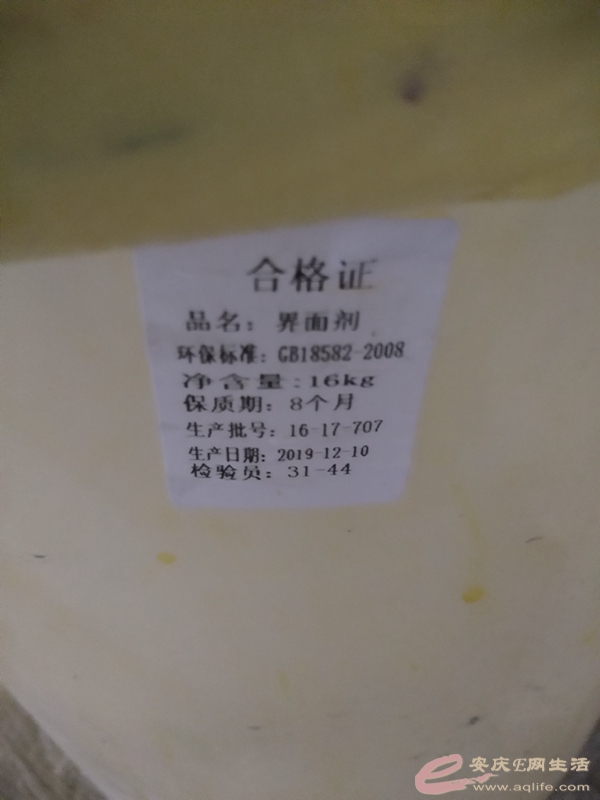 合格证
品名：界面剂
环保标准：GB18582-2008
净含量：16kg
保质期：8个月
生产批号：16-17-707
生产日期：2019-12-10
检验员：31-44
安庆E网生活
www.aqlife.com